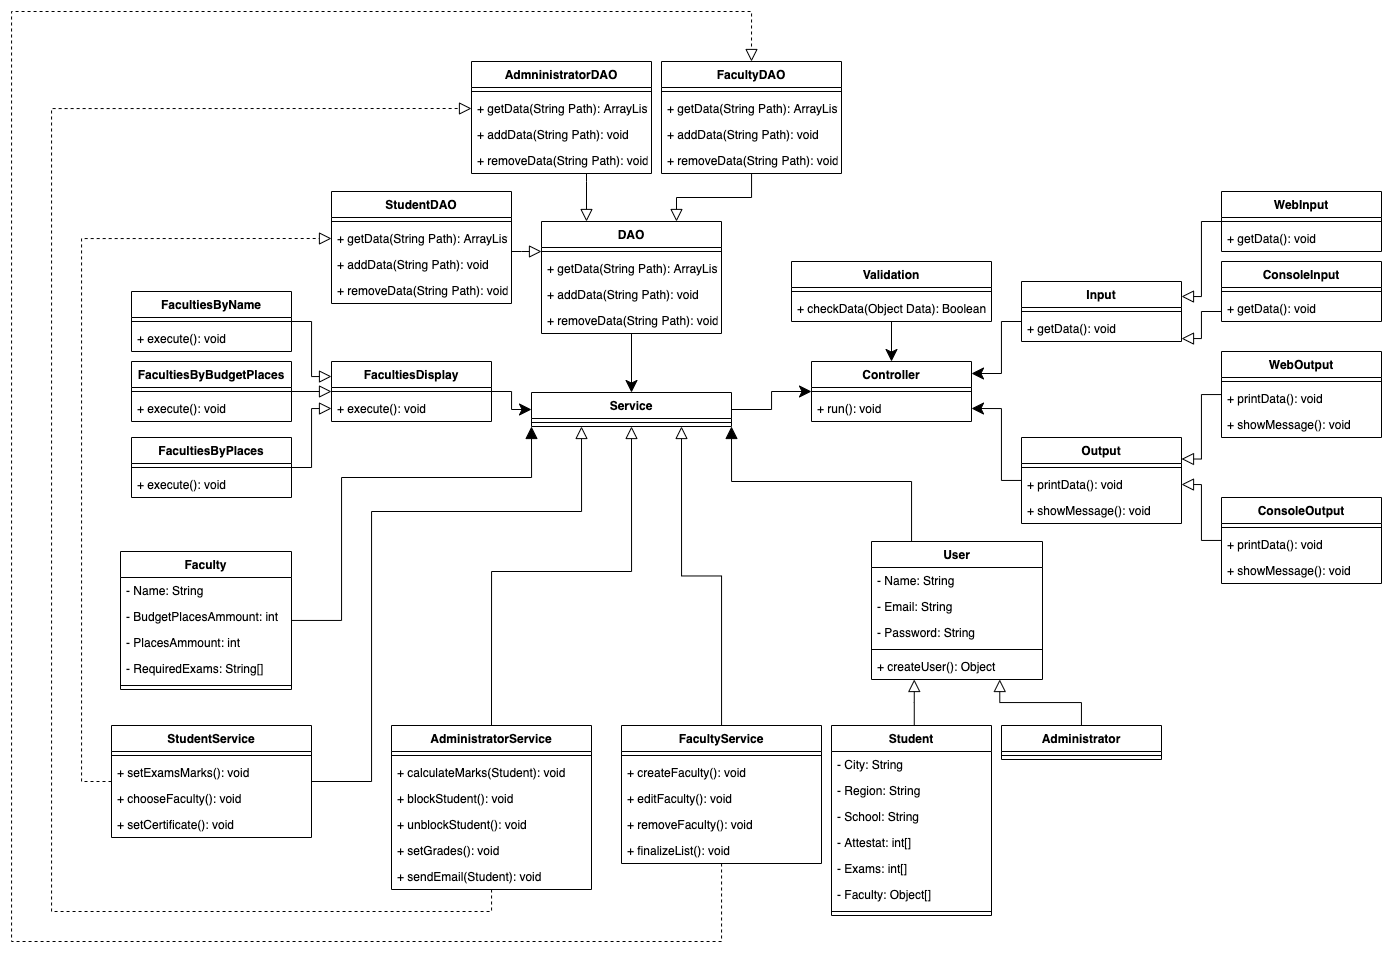 AdmninistratorDAO
+ getData(String Path): ArrayLis
+ addData(String Path): void
+ removeData(String Path): void
FacultyDAO
+ getData(String Path): ArrayLis
+ addData(String Path): void
+ removeData(String Path): void
StudentDAO
+ getData(String Path): ArrayLis
+ addData(String Path): void
+ removeData(String Path): void
DAO
+ getData(String Path): ArrayLis
+ addData(String Path): void
+ removeData(String Path): void
WebInput
+ getData(): void
Validation
+ checkData(Object Data): Boolean
Input
+ getData(): void
ConsoleInput
+ getData(): void
FacultiesByName
+ execute(): void
FacultiesByBudgetPlaces
+ execute(): void
FacultiesDisplay
+ execute(): void
Service
Controller
+ run(): void
WebOutput
+ printData(): void
+ showMessage(): void
FacultiesByPlaces
+ execute(): void
Output
+ printData(): void
+ showMessage(): void
ConsoleOutput
+ printData(): void
+ showMessage(): void
Faculty
- Name: String
- BudgetPlacesAmmount: int
- PlacesAmmount: int
- RequiredExams: String[]
User
- Name: String
- Email: String
- Password: String
+ createUser(): Object
StudentService
+ setExamsMarks(): void
+ chooseFaculty(): void
+ setCertificate(): void
AdministratorService
+ calculateMarks(Student): void
+ blockStudent(): void
+ unblockStudent(): void
+ setGrades(): void
+ sendEmail(Student): void
FacultyService
+ createFaculty(): void
+ editFaculty(): void
+ removeFaculty(): void
+ finalizeList(): void
Student
- City: String
- Region: String
- School: String
- Attestat: int[]
- Exams: int[]
- Faculty: Object[]
Administrator